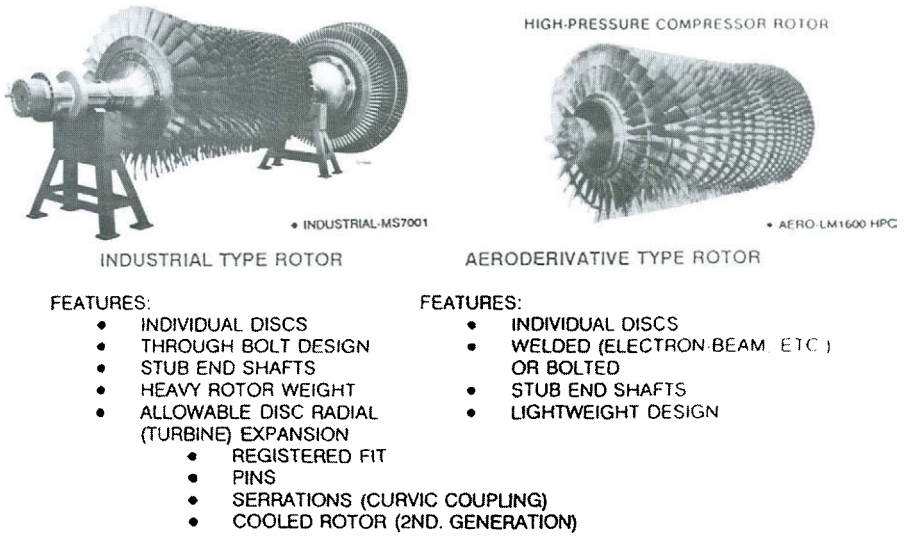 HIGH-PRESSURE COMPRESSOR ROTOR
• INDUSTRIAL-MS7001
• AERO-LM1600 HPC
INDUSTRIAL TYPE ROTOR
AERODERIVATIVE TYPE ROTOR
FEATURES:
• INDIVIDUAL DISCS
• THROUGH BOLT DESIGN
• STUB END SHAFTS
• HEAVY ROTOR WEIGHT
• ALLOWABLE DISC RADIAL
(TURBINE) EXPANSION
• REGISTERED FIT
• PINS
• SERRATIONS (CURVIC COUPLING)
• COOLED ROTOR (2ND. GENERATION)
FEATURES:
• INDIVIDUAL DISCS
• WELDED (ELECTRON-BEAM, ETC.)
OR BOLTED
• STUB END SHAFTS
• LIGHTWEIGHT DESIGN